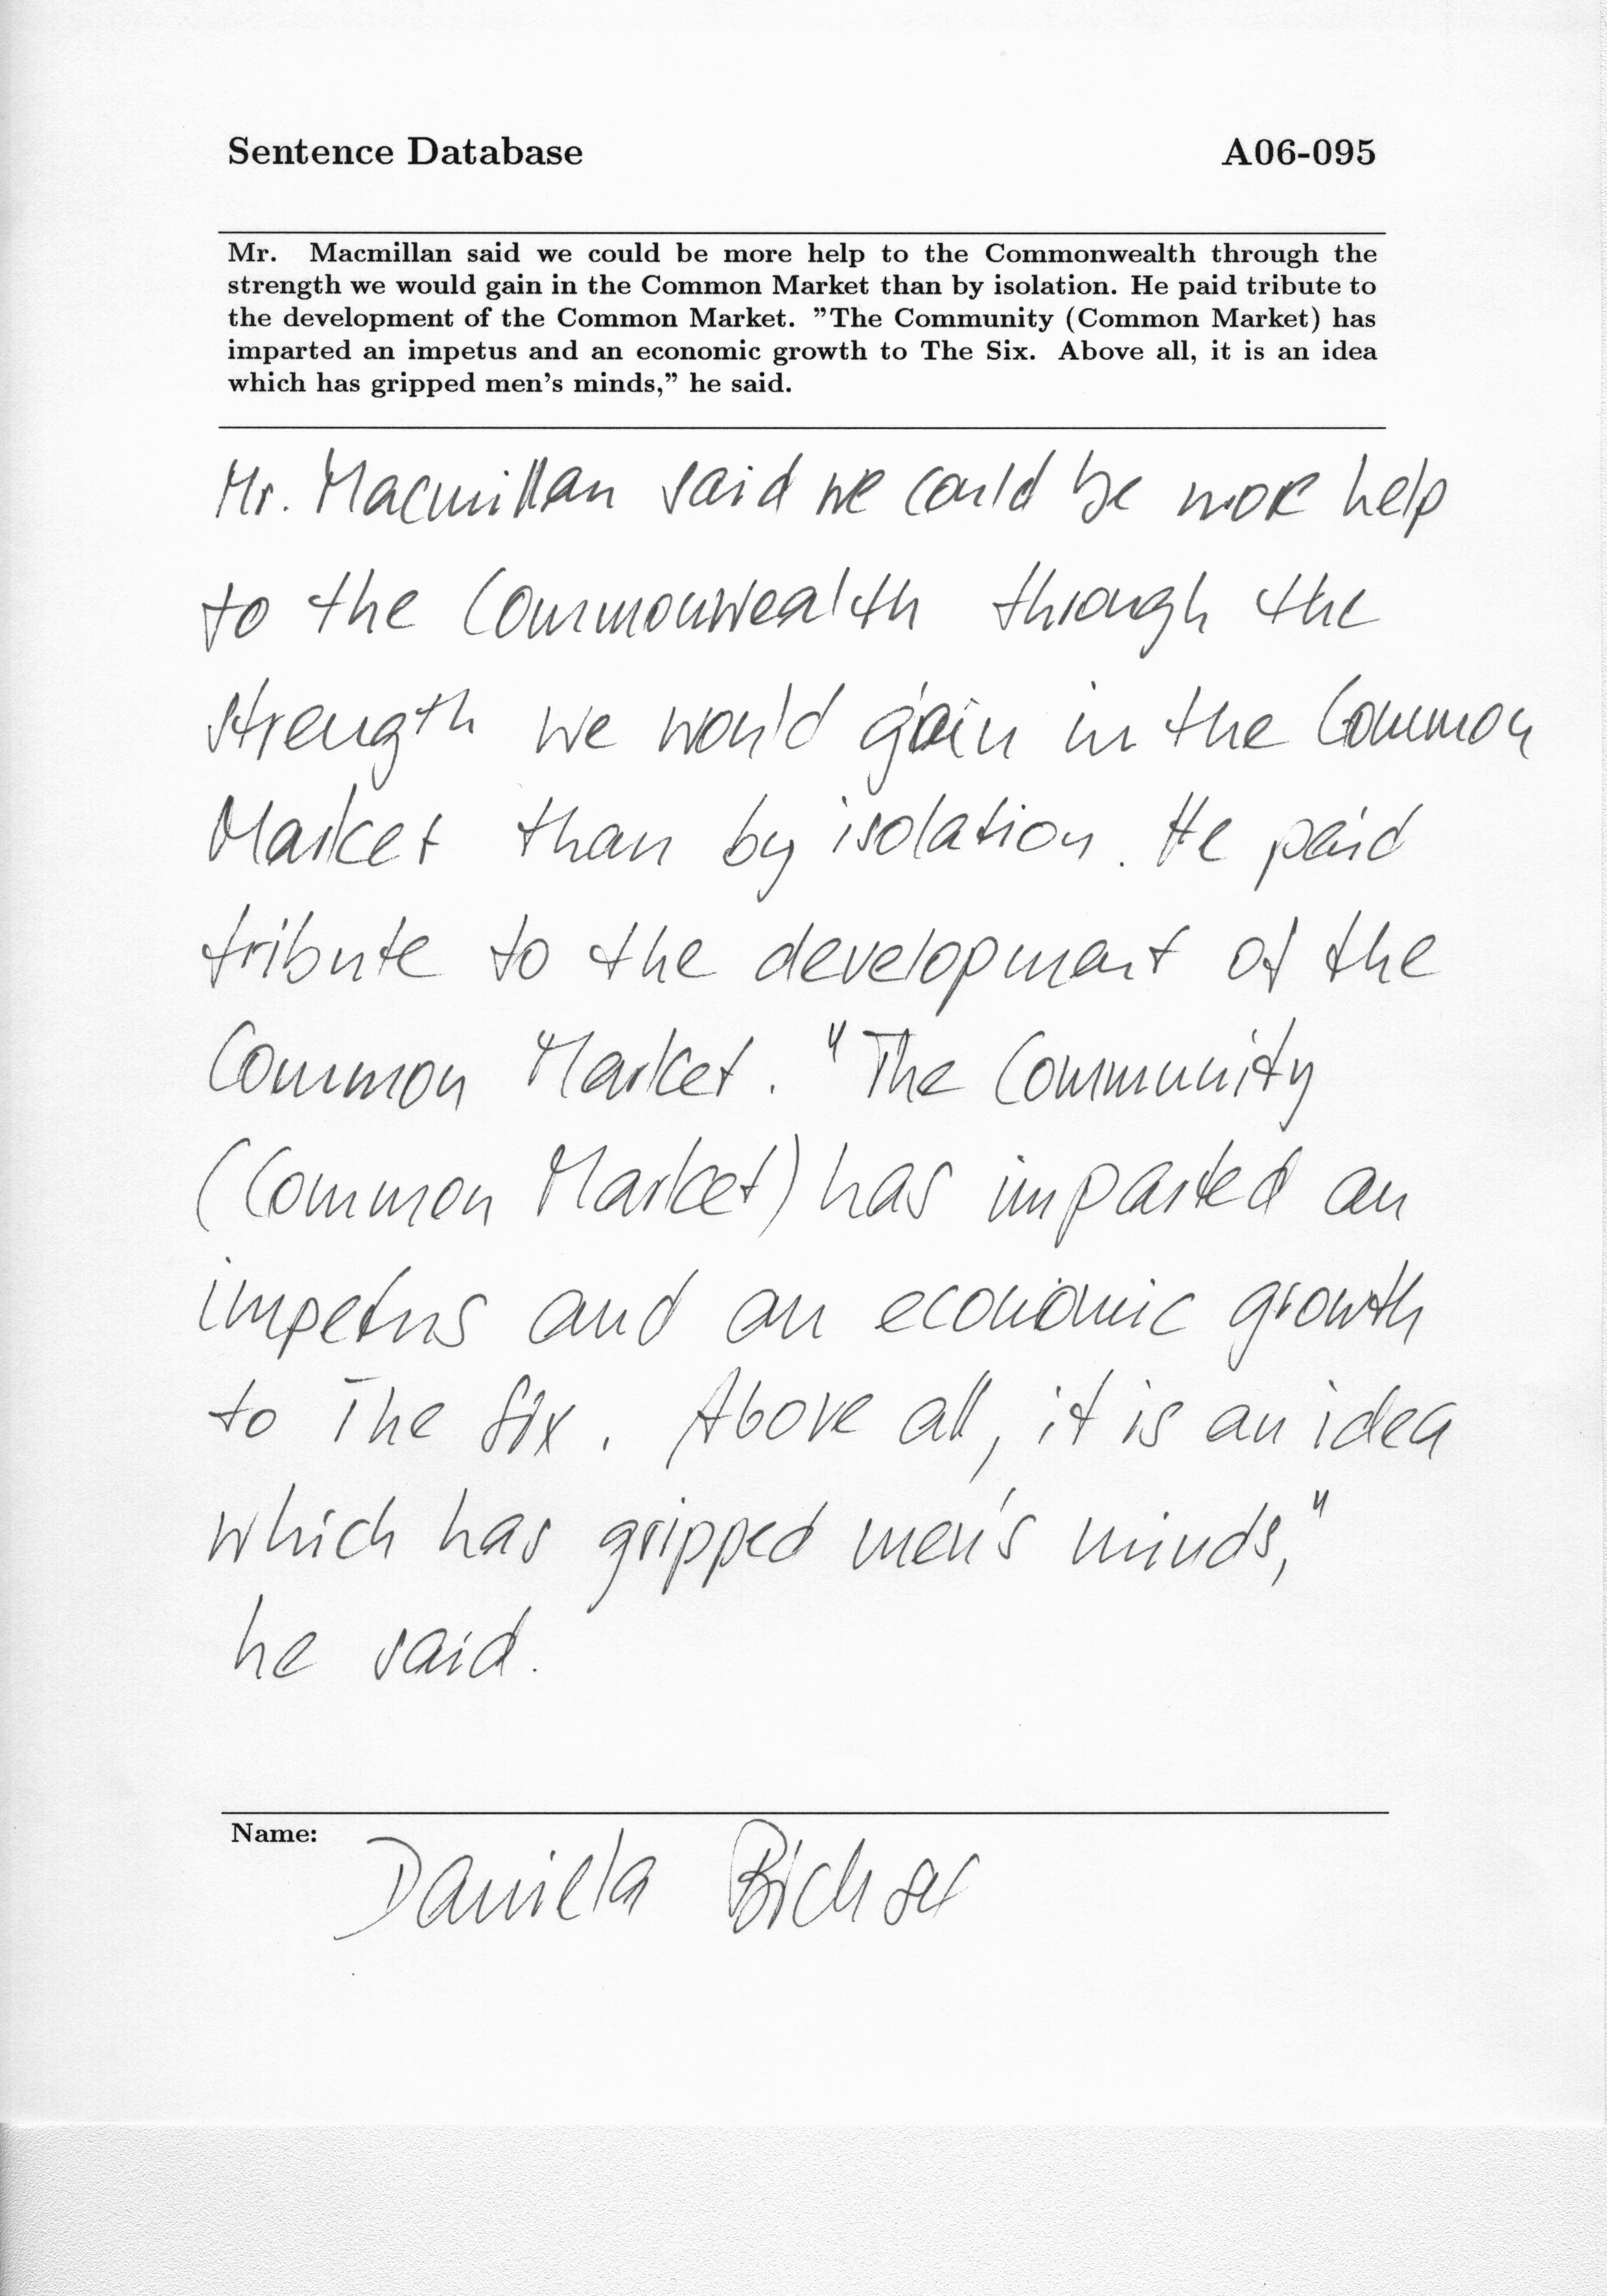 Sentence Database A06-095
Mr. Macmillan said we could be more help to the Commonwealth through the
strength we would gain in the Common Market than by isolation. He paid tribute to
the development of the Common Market. ”The Community (Common Market) has
imparted an impetus and an economic growth to The Six. Above all, it is an idea
which has gripped men’s minds,” he said.
Mr. Macmillan said we could be more help
to the Commonwealth through the
strength we would gain in the Common
Market than by isolation. He paid
tribute to the development of the
Common Market. "The Community
(Common Market) has imparted an
impetus and an economic growth
to The Six. Above all, it is an idea
which has gripped men's minds,"
he said.
Name: Daniela Bichsel